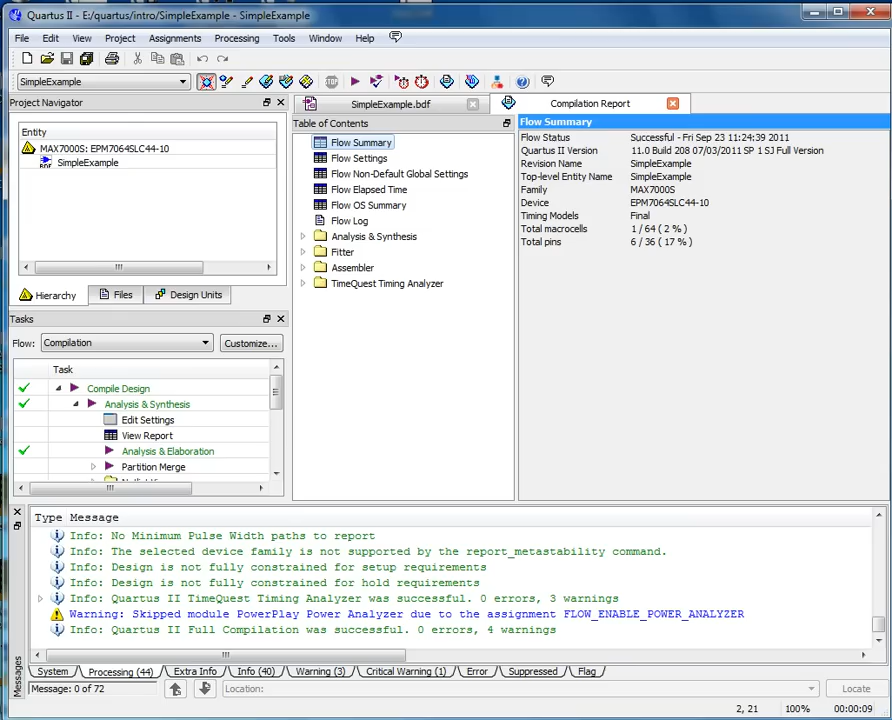 Quartus II - E:/quartus/intro/SimpleExample - SimpleExample
File Edit View Project Assignments Processing Tools Window Help
SimpleExample
Project Navigator
Entity
MAX7000S: EPM7064SLC44-10
SimpleExample
Hierarchy Files Design Units
Tasks
Flow: Compilation Customize...
Task
Compile Design
Analysis & Synthesis
Edit Settings
View Report
Analysis & Elaboration
Partition Merge
SimpleExample.bdf
Compilation Report
Table of Contents
Flow Summary
Flow Settings
Flow Non-Default Global Settings
Flow Elapsed Time
Flow OS Summary
Flow Log
Analysis & Synthesis
Fitter
Assembler
TimeQuest Timing Analyzer
Flow Summary
Flow Status Successful - Fri Sep 23 11:24:39 2011
Quartus II Version 11.0 Build 208 07/03/2011 SP 1 SJ Full Version
Revision Name SimpleExample
Top-level Entity Name SimpleExample
Family MAX7000S
Device EPM7064SLC44-10
Timing Models Final
Total macrocells 1 / 64 ( 2 % )
Total pins 6 / 36 ( 17 % )
Type Message
Info: No Minimum Pulse Width paths to report
Info: The selected device family is not supported by the report_metastability command.
Info: Design is not fully constrained for setup requirements
Info: Design is not fully constrained for hold requirements
Info: Quartus II TimeQuest Timing Analyzer was successful. 0 errors, 3 warnings
Warning: Skipped module PowerPlay Power Analyzer due to the assignment FLOW_ENABLE_POWER_ANALYZER
Info: Quartus II Full Compilation was successful. 0 errors, 4 warnings
System Processing (44) Extra Info Info (40) Warning (3) Critical Warning (1) Error Suppressed Flag
Messages
Message: 0 of 72 Location: Locate
2, 21 100% 00:00:09